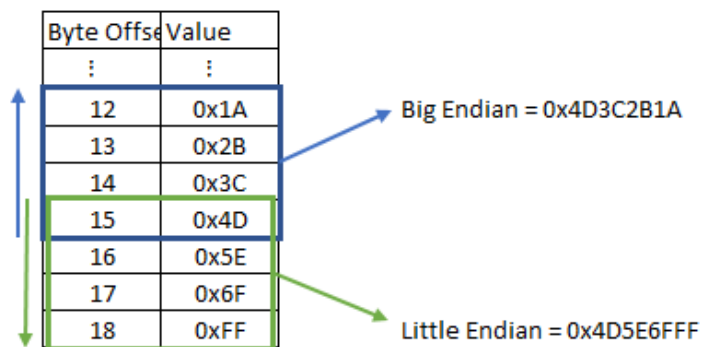 Byte Offse Value
⋮ ⋮
12 0x1A Big Endian = 0x4D3C2B1A
13 0x2B
14 0x3C
15 0x4D
16 0x5E
17 0x6F
18 0xFF Little Endian = 0x4D5E6FFF